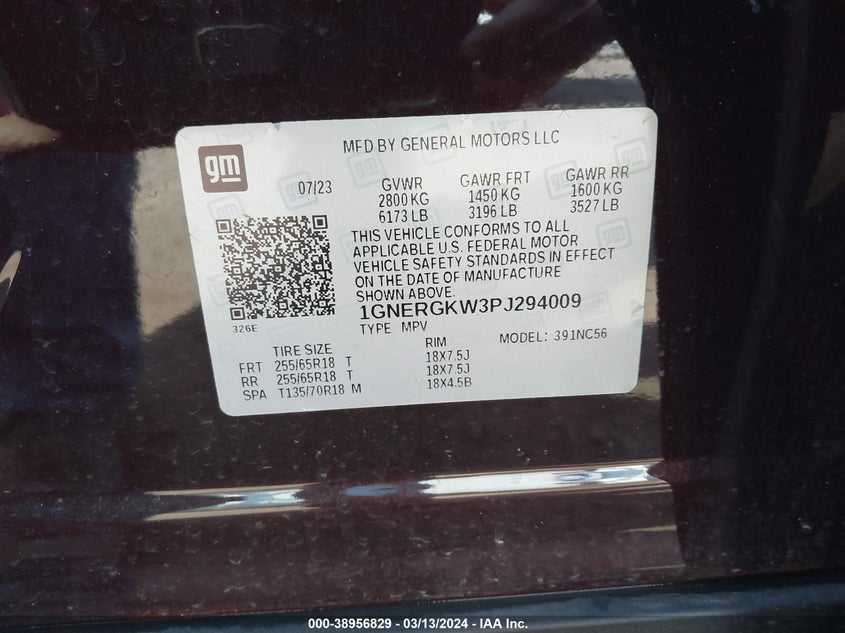 MFD BY GENERAL MOTORS LLC
gm
07/23
GVWR GAWR FRT GAWR RR
2800 KG 1450 KG 1600 KG
6173 LB 3196 LB 3527 LB
THIS VEHICLE CONFORMS TO ALL
APPLICABLE U.S. FEDERAL MOTOR
VEHICLE SAFETY STANDARDS IN EFFECT
ON THE DATE OF MANUFACTURE
SHOWN ABOVE.
1GNERGKW3PJ294009
326E
TYPE: MPV MODEL: 391NC56
TIRE SIZE RIM
FRT 255/65R18 T 18X7.5J
RR 255/65R18 T 18X7.5J
SPA T135/70R18 M 18X4.5B
000-38956829 - 03/13/2024 - IAA Inc.